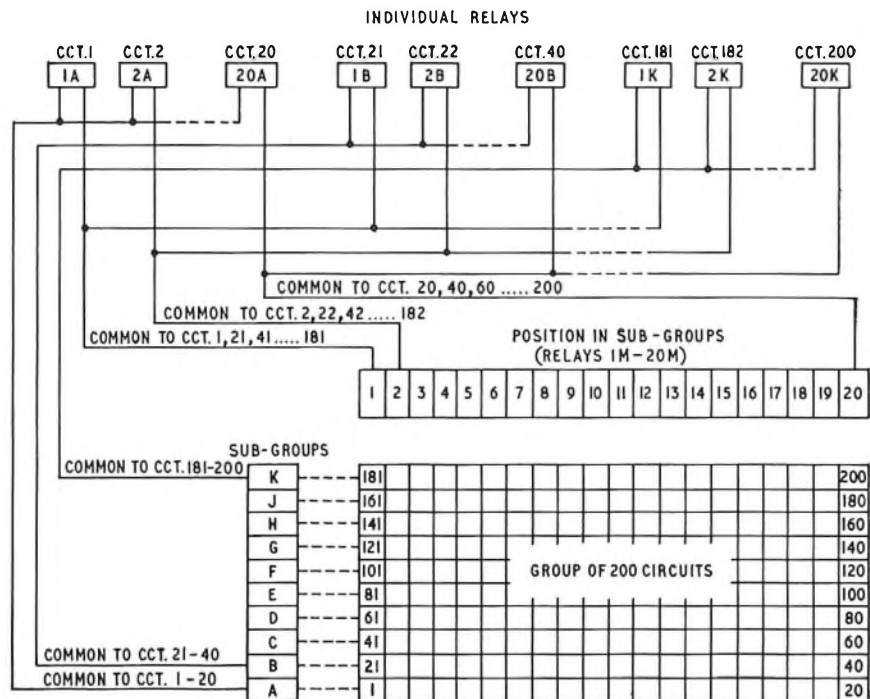 INDIVIDUAL RELAYS
CCT.1 CCT.2 CCT.20 CCT.21 CCT.22 CCT.40 CCT.181 CCT.182 CCT.200
1A 2A 20A 1B 2B 20B 1K 2K 20K
COMMON TO CCT. 20,40,60 ..... 200
COMMON TO CCT. 2,22,42 ..... 182
COMMON TO CCT. 1,21,41 ..... 181
POSITION IN SUB-GROUPS
(RELAYS 1M-20M)
1 2 3 4 5 6 7 8 9 10 11 12 13 14 15 16 17 18 19 20
SUB-GROUPS
COMMON TO CCT.181-200
K 181 200
J 161 180
H 141 160
G 121 140
F 101 120
GROUP OF 200 CIRCUITS
E 81 100
D 61 80
C 41 60
COMMON TO CCT. 21-40
B 21 40
COMMON TO CCT. 1-20
A 1 20